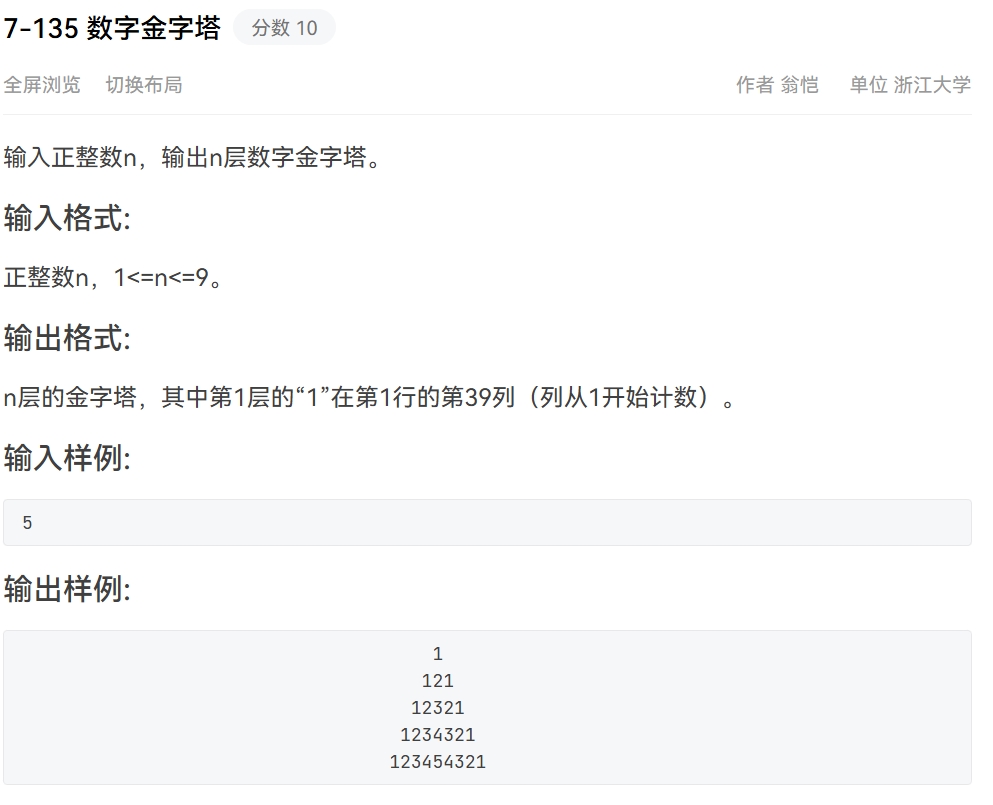 7-135 数字金字塔 分数 10
全屏浏览 切换布局 作者 翁恺 单位 浙江大学
输入正整数n，输出n层数字金字塔。
输入格式:
正整数n，1<=n<=9。
输出格式:
n层的金字塔，其中第1层的“1”在第1行的第39列（列从1开始计数）。
输入样例:
5
输出样例:
1
121
12321
1234321
123454321